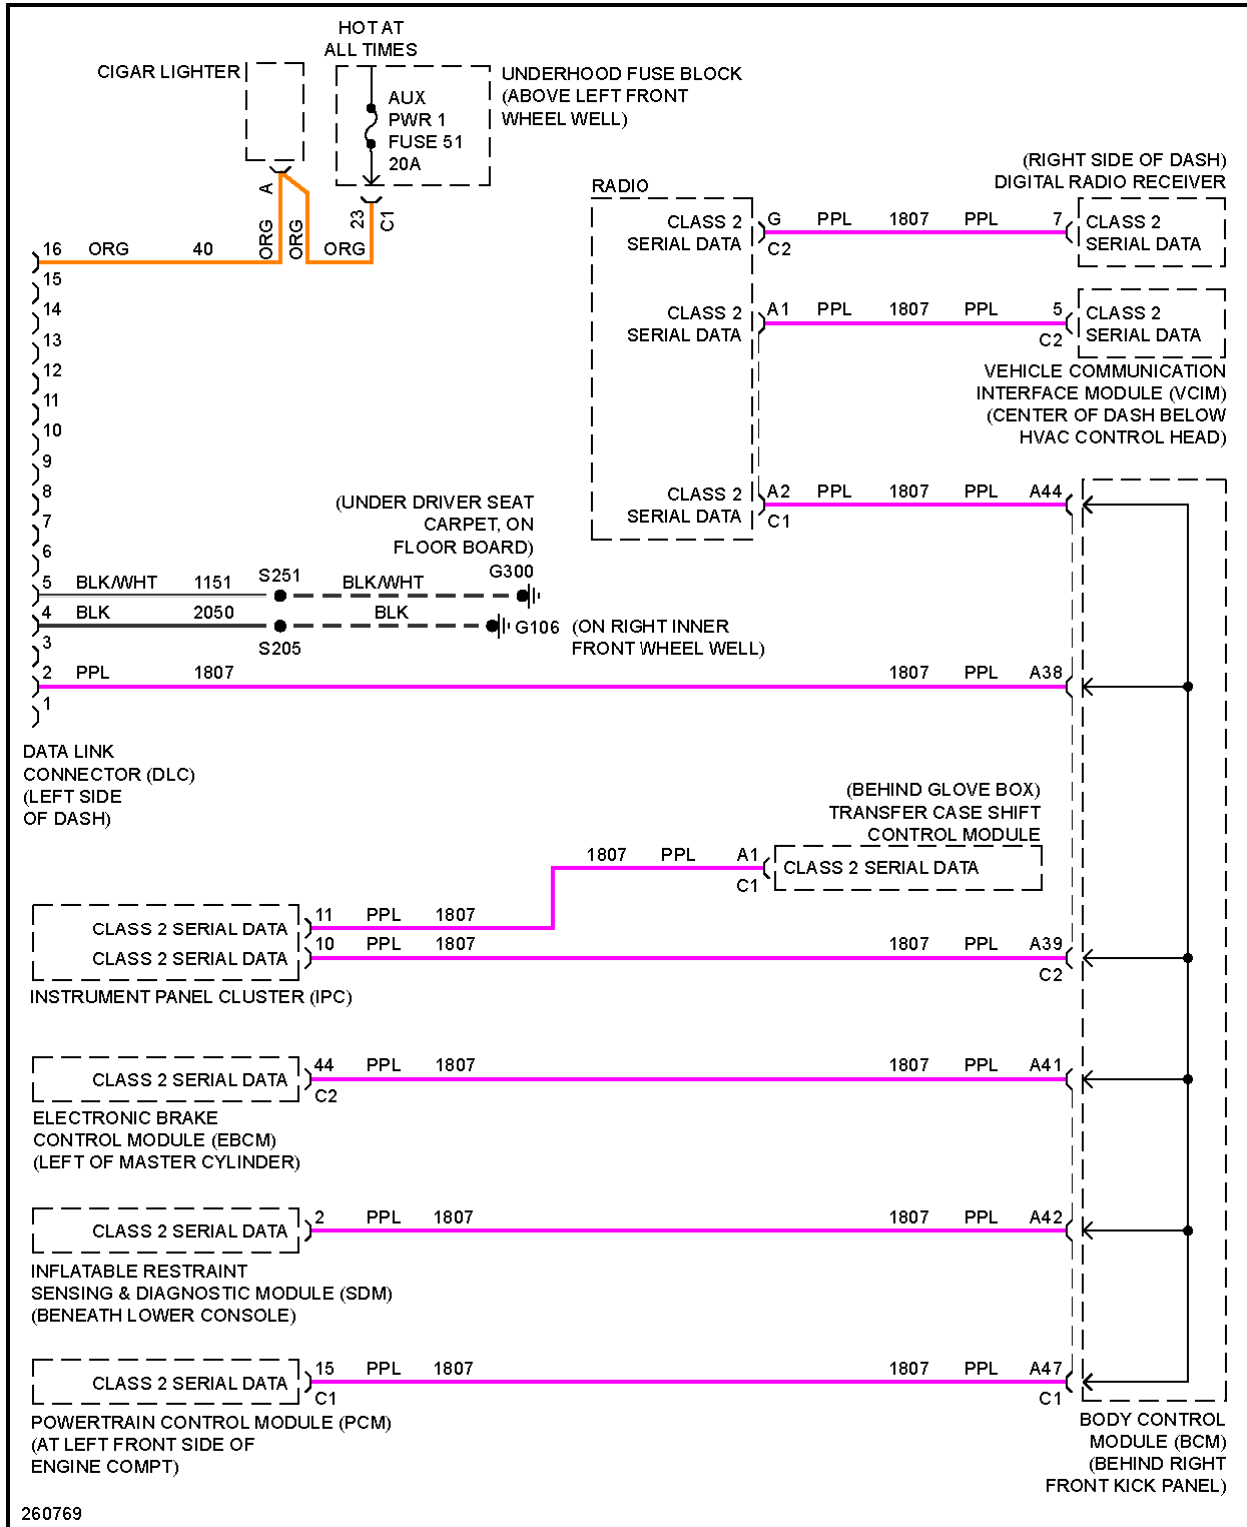 HOT AT
ALL TIMES
CIGAR LIGHTER
AUX
PWR 1
FUSE 51
20A
UNDERHOOD FUSE BLOCK
(ABOVE LEFT FRONT
WHEEL WELL)
A
23
C1
ORG
ORG
ORG
16 ORG 40
15
14
13
12
11
10
9
8
7
6
5 BLK/WHT 1151 S251 BLK/WHT G300
(UNDER DRIVER SEAT
CARPET, ON
FLOOR BOARD)
4 BLK 2050 S205 BLK G106
(ON RIGHT INNER
FRONT WHEEL WELL)
3
2 PPL 1807 1807 PPL A38
1
DATA LINK
CONNECTOR (DLC)
(LEFT SIDE
OF DASH)
RADIO
CLASS 2
SERIAL DATA
G PPL 1807 PPL 7
C2
(RIGHT SIDE OF DASH)
DIGITAL RADIO RECEIVER
CLASS 2
SERIAL DATA
CLASS 2
SERIAL DATA
A1 PPL 1807 PPL 5
C2
CLASS 2
SERIAL DATA
VEHICLE COMMUNICATION
INTERFACE MODULE (VCIM)
(CENTER OF DASH BELOW
HVAC CONTROL HEAD)
CLASS 2
SERIAL DATA
A2 PPL 1807 PPL A44
C1
(BEHIND GLOVE BOX)
TRANSFER CASE SHIFT
CONTROL MODULE
1807 PPL A1
C1
CLASS 2 SERIAL DATA
CLASS 2 SERIAL DATA
11 PPL 1807
CLASS 2 SERIAL DATA
10 PPL 1807 1807 PPL A39
C2
INSTRUMENT PANEL CLUSTER (IPC)
CLASS 2 SERIAL DATA
44 PPL 1807 1807 PPL A41
C2
ELECTRONIC BRAKE
CONTROL MODULE (EBCM)
(LEFT OF MASTER CYLINDER)
CLASS 2 SERIAL DATA
2 PPL 1807 1807 PPL A42
INFLATABLE RESTRAINT
SENSING & DIAGNOSTIC MODULE (SDM)
(BENEATH LOWER CONSOLE)
CLASS 2 SERIAL DATA
15 PPL 1807 1807 PPL A47
C1 C1
POWERTRAIN CONTROL MODULE (PCM)
(AT LEFT FRONT SIDE OF
ENGINE COMPT)
BODY CONTROL
MODULE (BCM)
(BEHIND RIGHT
FRONT KICK PANEL)
260769